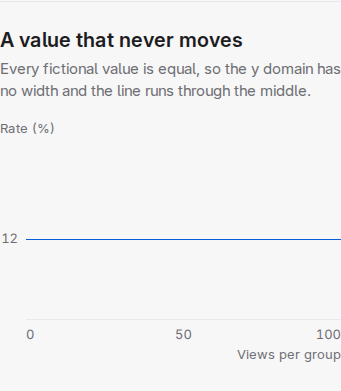 A value that never moves
Every fictional value is equal, so the y domain has
no width and the line runs through the middle.
Rate (%)
12
0 50 100
Views per group